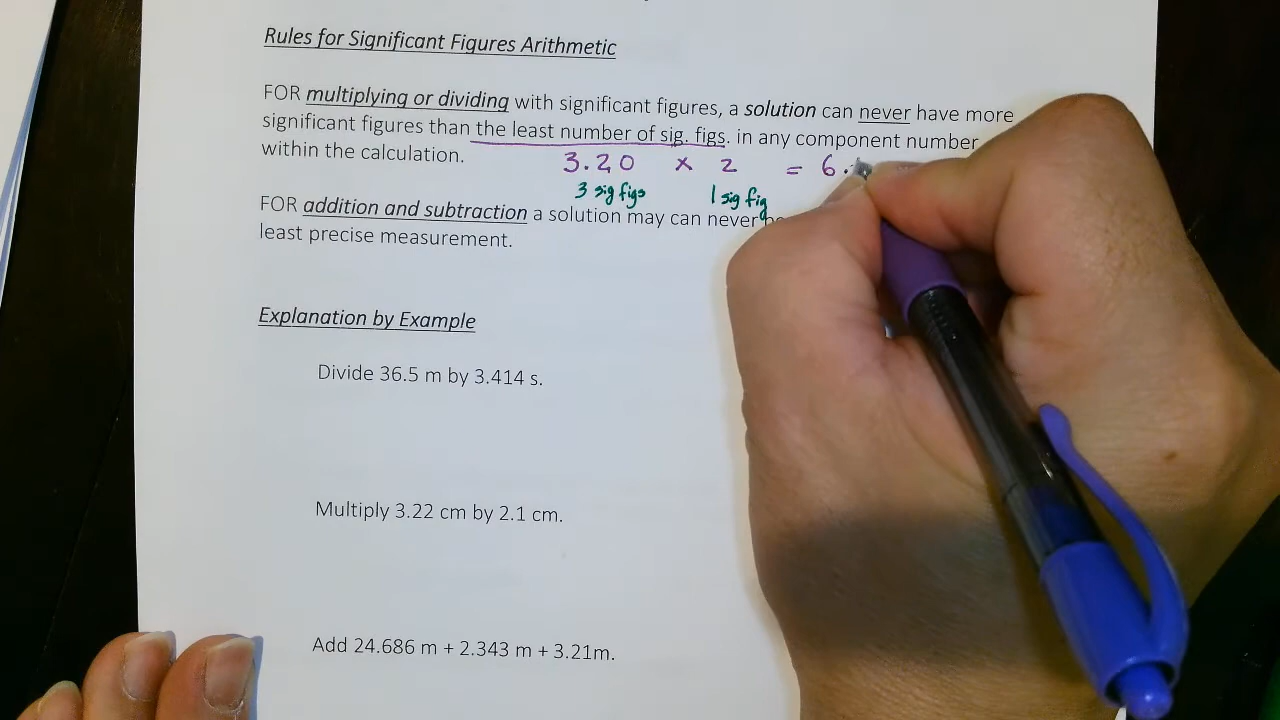 Rules for Significant Figures Arithmetic
FOR multiplying or dividing with significant figures, a solution can never have more
significant figures than the least number of sig. figs. in any component number
within the calculation.
3.20 x 2 = 6.
3 sig figs 1 sig fig
FOR addition and subtraction a solution may can never
least precise measurement.
Explanation by Example
Divide 36.5 m by 3.414 s.
Multiply 3.22 cm by 2.1 cm.
Add 24.686 m + 2.343 m + 3.21m.